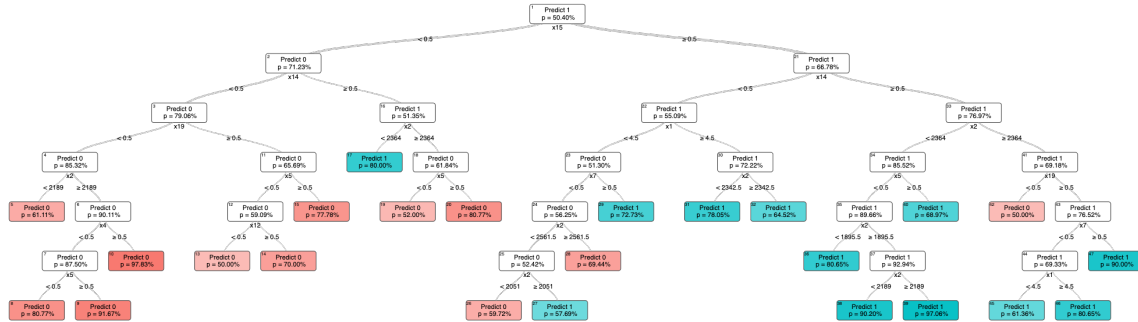 1 Predict 1
p = 50.40%
x15
< 0.5 ≥ 0.5
2 Predict 0
p = 71.23%
x14
21 Predict 1
p = 66.78%
x14
< 0.5 ≥ 0.5 < 0.5 ≥ 0.5
3 Predict 0
p = 79.06%
x19
16 Predict 1
p = 51.35%
x2
22 Predict 1
p = 55.09%
x1
33 Predict 1
p = 76.97%
x2
< 0.5 ≥ 0.5 < 2364 ≥ 2364 < 4.5 ≥ 4.5 < 2364 ≥ 2364
4 Predict 0
p = 85.32%
x2
11 Predict 0
p = 65.69%
x5
17 Predict 1
p = 80.00%
18 Predict 0
p = 61.84%
x5
23 Predict 0
p = 51.30%
x7
30 Predict 1
p = 72.22%
x2
34 Predict 1
p = 85.52%
x5
41 Predict 1
p = 69.18%
x19
< 2189 ≥ 2189 < 0.5 ≥ 0.5 < 0.5 ≥ 0.5 < 0.5 ≥ 0.5 < 2342.5 ≥ 2342.5 < 0.5 ≥ 0.5 < 0.5 ≥ 0.5
5 Predict 0
p = 61.11%
6 Predict 0
p = 90.11%
x4
12 Predict 0
p = 59.09%
x12
15 Predict 0
p = 77.78%
19 Predict 0
p = 52.00%
20 Predict 0
p = 80.77%
24 Predict 0
p = 56.25%
x2
29 Predict 1
p = 72.73%
31 Predict 1
p = 78.05%
32 Predict 1
p = 64.52%
35 Predict 1
p = 89.66%
x2
40 Predict 1
p = 68.97%
42 Predict 0
p = 50.00%
43 Predict 1
p = 76.52%
x7
< 0.5 ≥ 0.5 < 0.5 ≥ 0.5 < 2561.5 ≥ 2561.5 < 1895.5 ≥ 1895.5 < 0.5 ≥ 0.5
7 Predict 0
p = 87.50%
x5
10 Predict 0
p = 97.83%
13 Predict 0
p = 50.00%
14 Predict 0
p = 70.00%
25 Predict 0
p = 52.42%
x2
28 Predict 0
p = 69.44%
36 Predict 1
p = 80.65%
37 Predict 1
p = 92.94%
x2
44 Predict 1
p = 69.33%
x1
47 Predict 1
p = 90.00%
< 0.5 ≥ 0.5 < 2051 ≥ 2051 < 2189 ≥ 2189 < 4.5 ≥ 4.5
8 Predict 0
p = 80.77%
9 Predict 0
p = 91.67%
26 Predict 0
p = 59.72%
27 Predict 1
p = 57.69%
38 Predict 1
p = 90.20%
39 Predict 1
p = 97.06%
45 Predict 1
p = 61.36%
46 Predict 1
p = 80.65%